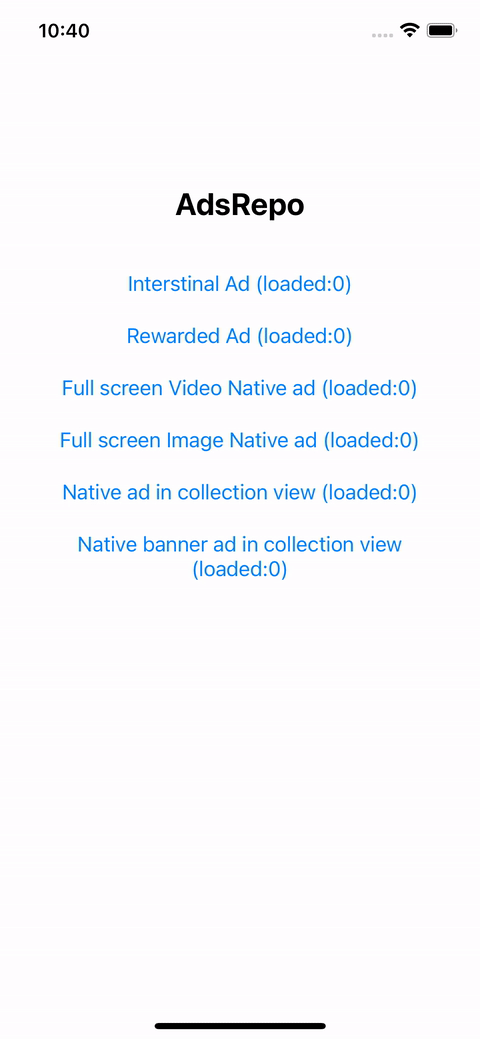 10:40
AdsRepo
Interstinal Ad (loaded:0)
Rewarded Ad (loaded:0)
Full screen Video Native ad (loaded:0)
Full screen Image Native ad (loaded:0)
Native ad in collection view (loaded:0)
Native banner ad in collection view
(loaded:0)